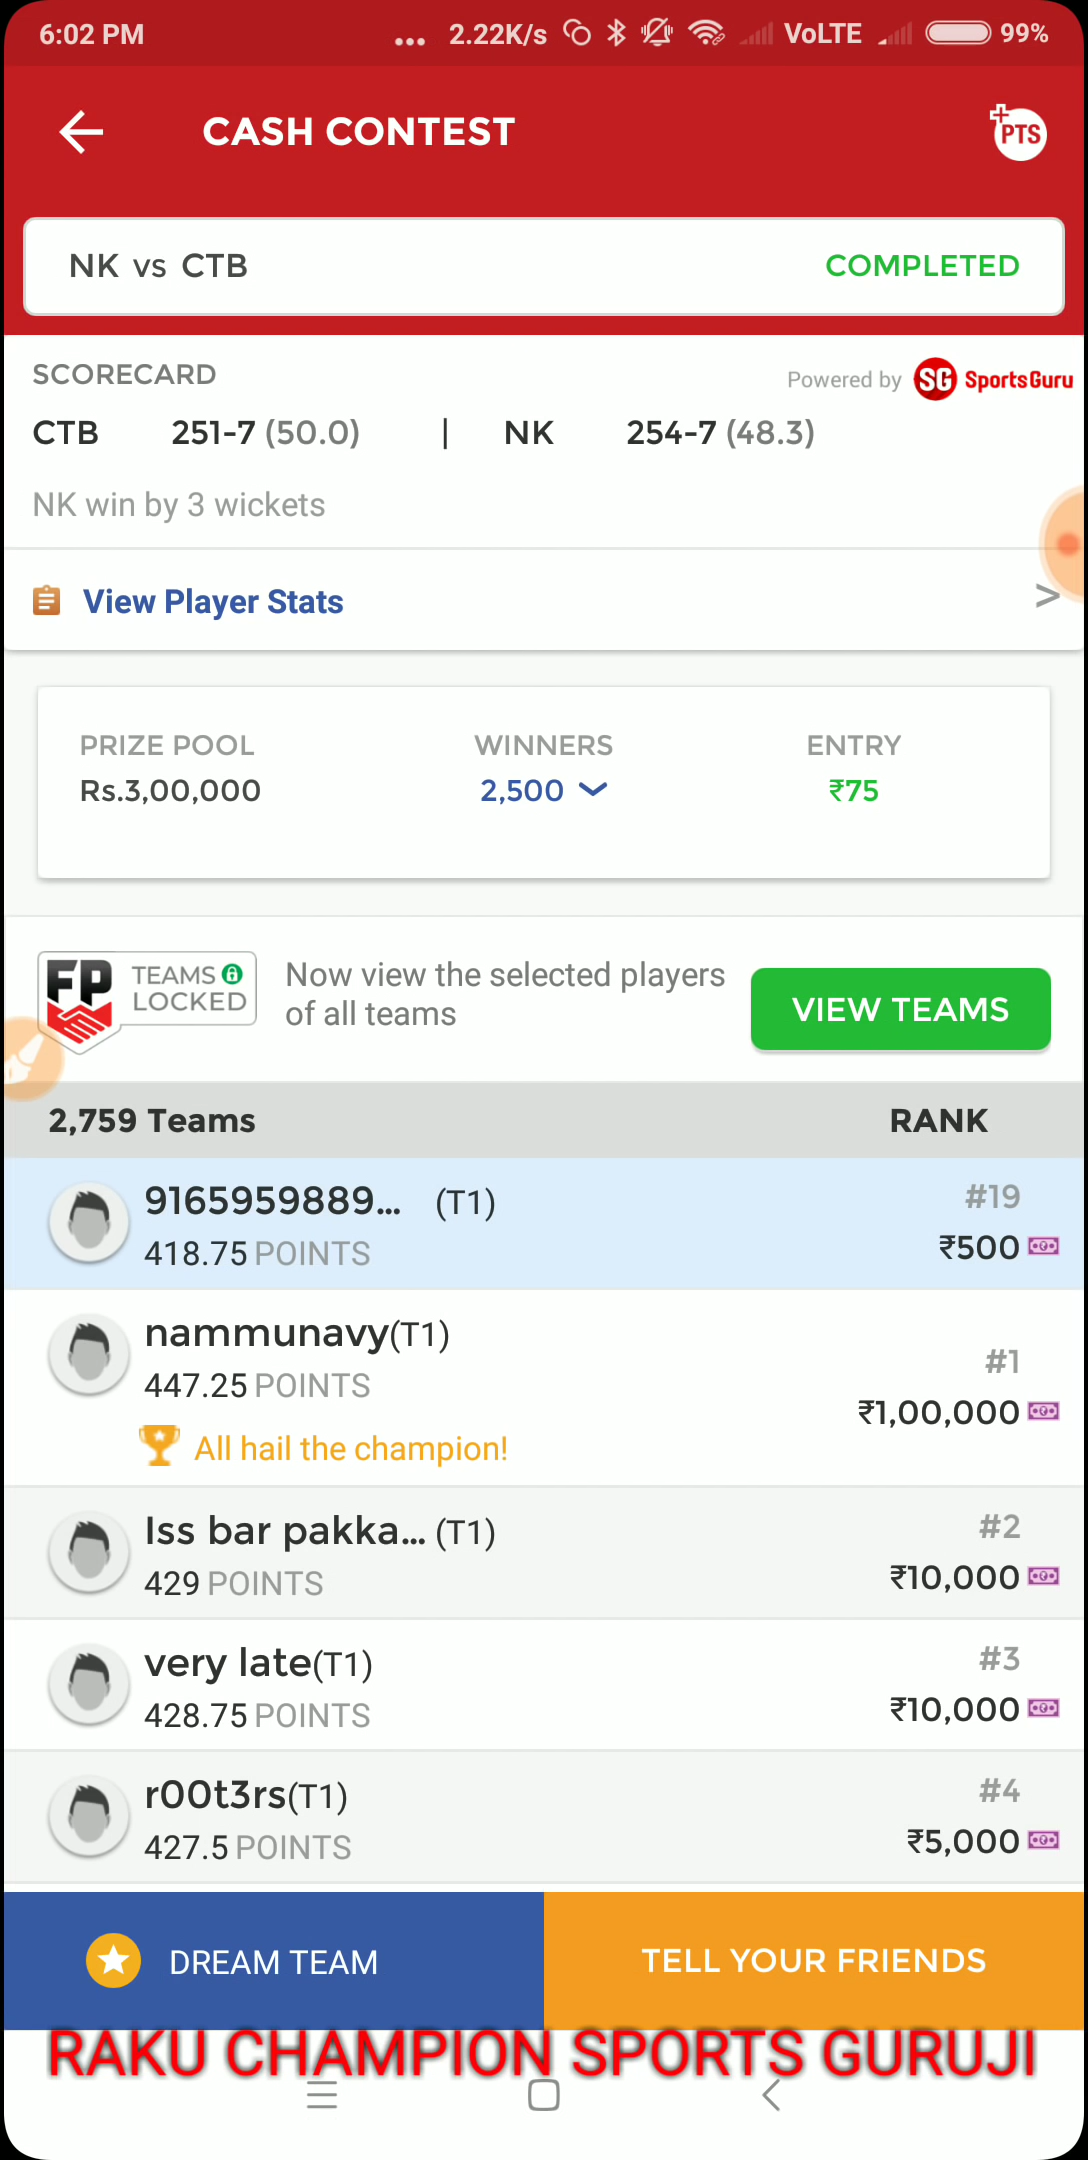 6:02 PM
... 2.22K/s VoLTE 99%
CASH CONTEST
PTS
NK vs CTB COMPLETED
SCORECARD
Powered by SG SportsGuru
CTB 251-7 (50.0) | NK 254-7 (48.3)
NK win by 3 wickets
View Player Stats >
PRIZE POOL WINNERS ENTRY
Rs.3,00,000 2,500 ₹75
FP TEAMS LOCKED
Now view the selected players
of all teams
VIEW TEAMS
2,759 Teams RANK
9165959889... (T1) #19
418.75 POINTS ₹500
nammunavy(T1) #1
447.25 POINTS ₹1,00,000
All hail the champion!
Iss bar pakka... (T1) #2
429 POINTS ₹10,000
very late(T1) #3
428.75 POINTS ₹10,000
r00t3rs(T1) #4
427.5 POINTS ₹5,000
DREAM TEAM TELL YOUR FRIENDS
RAKU CHAMPION SPORTS GURUJI